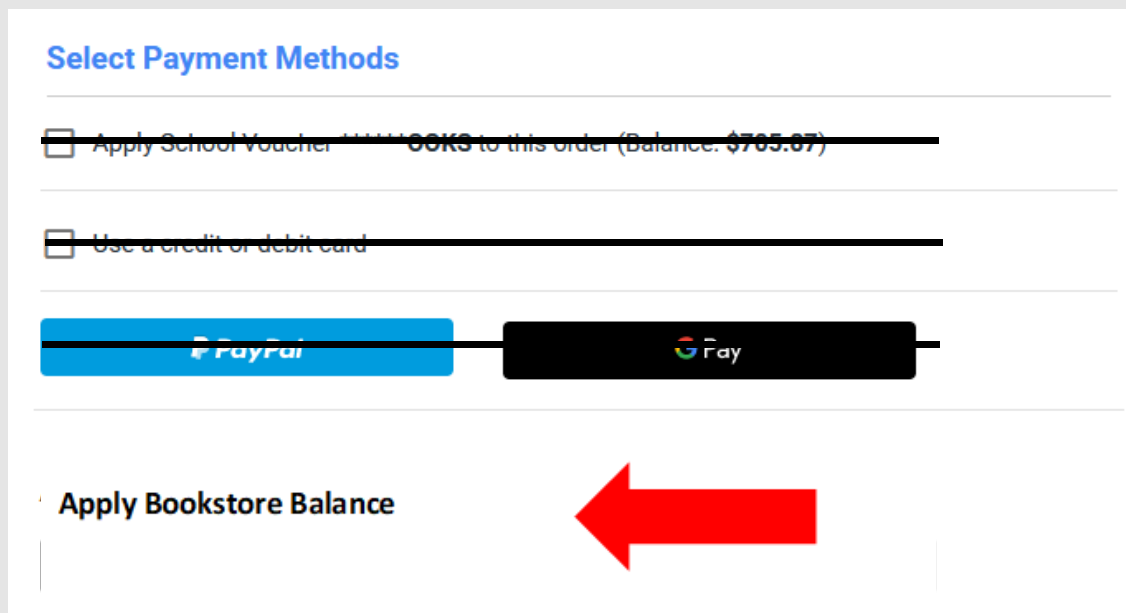 Select Payment Methods
Apply School Voucher ******OOKS to this order (Balance: $765.87)
Use a credit or debit card
PayPal
G Pay
Apply Bookstore Balance